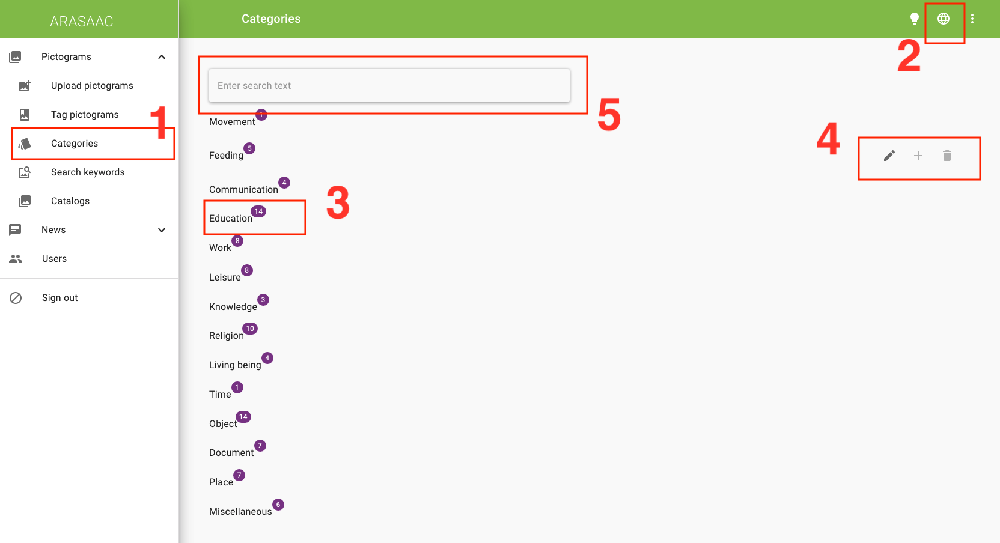 ARASAAC
Categories
2
Pictograms
Upload pictograms
Tag pictograms
1
Categories
Search keywords
Catalogs
News
Users
Sign out
Enter search text
5
Movement 1
4
Feeding 5
Communication 4
3
Education 14
Work 8
Leisure 8
Knowledge 3
Religion 10
Living being 4
Time 1
Object 14
Document 7
Place 7
Miscellaneous 6